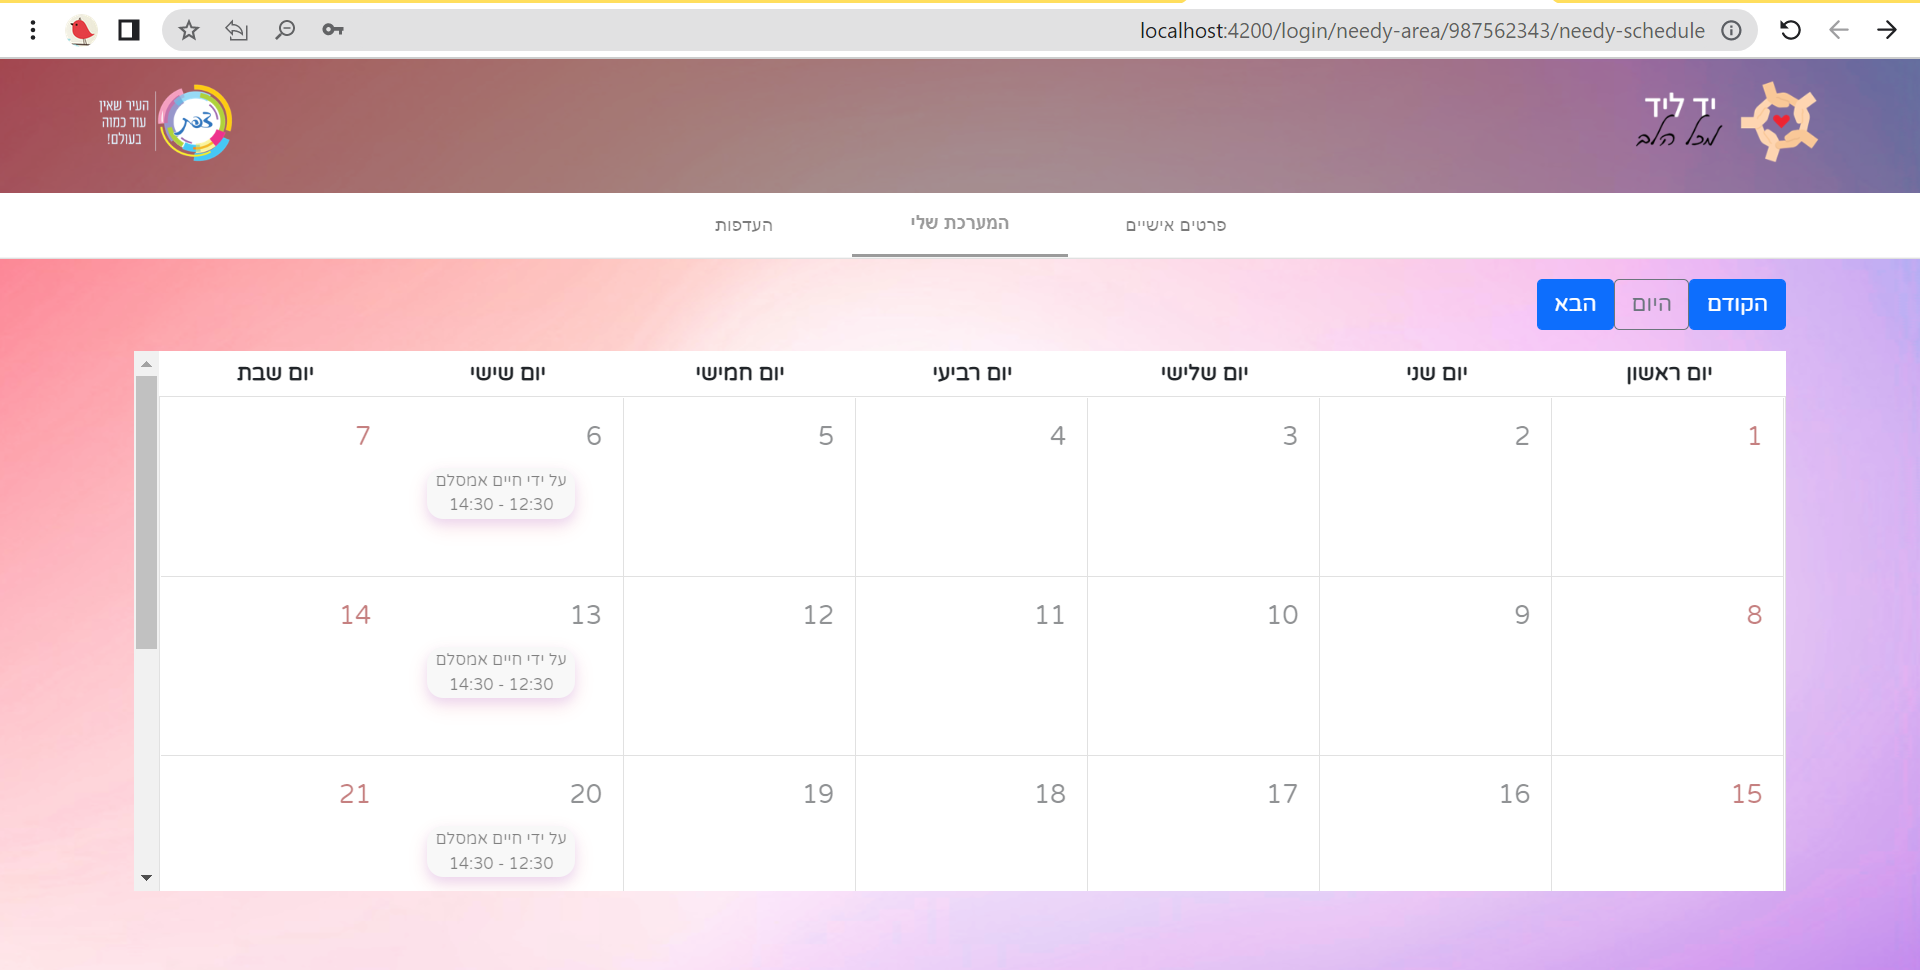 localhost:4200/login/needy-area/987562343/needy-schedule
יד ליד
מכל הלב
צפת
העיר שאין
עוד כמוה
בעולם!
פרטים אישיים
המערכת שלי
העדפות
הקודם
היום
הבא
יום ראשון
יום שני
יום שלישי
יום רביעי
יום חמישי
יום שישי
יום שבת
1
2
3
4
5
6
על ידי חיים אמסלם
12:30 - 14:30
7
8
9
10
11
12
13
על ידי חיים אמסלם
12:30 - 14:30
14
15
16
17
18
19
20
על ידי חיים אמסלם
12:30 - 14:30
21